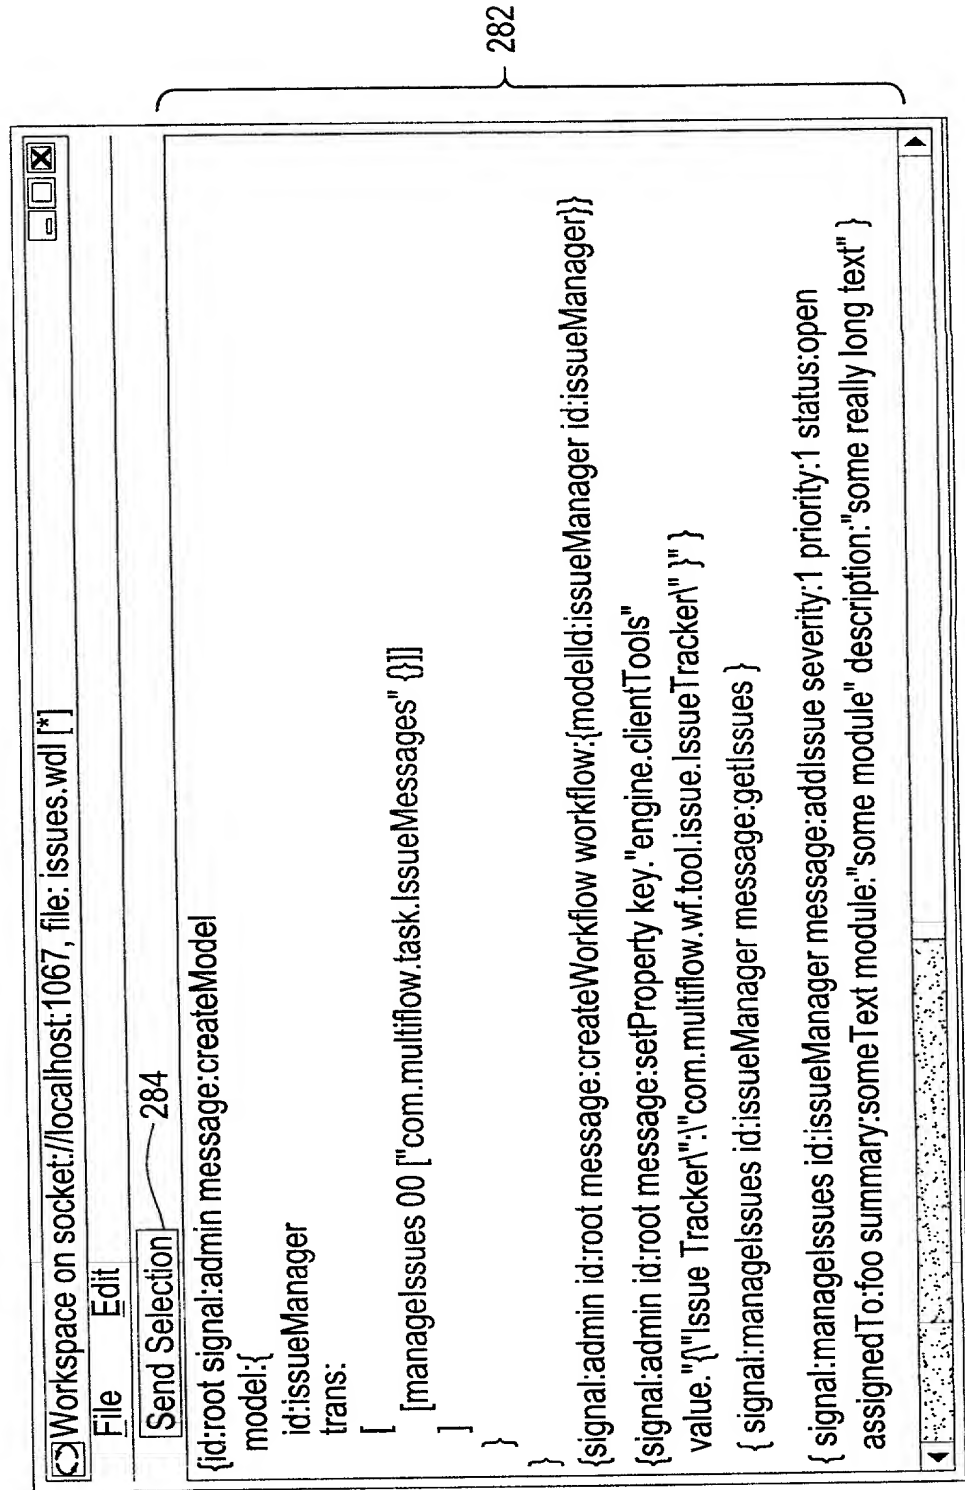 Workspace on socket://localhost:1067, file: issues.wdl [*]
File Edit
Send Selection
284
{id:root signal:admin message:createModel
model:{
id:issueManager
trans:
[
[manageIssues 00 ["com.multiflow.task.IssueMessages" {}]]
]
}
}
{signal:admin id:root message:createWorkflow workflow:{modelId:issueManager id:issueManager}}
{signal:admin id:root message:setProperty key."engine.clientTools"
value."{\"Issue Tracker\":\"com.multiflow.wf.tool.issue.IssueTracker\" }" }
{ signal:manageIssues id:issueManager message:getIssues }
{ signal:manageIssues id:issueManager message:addIssue severity:1 priority:1 status:open
assignedTo:foo summary:someText module:"some module" description:"some really long text" }
282